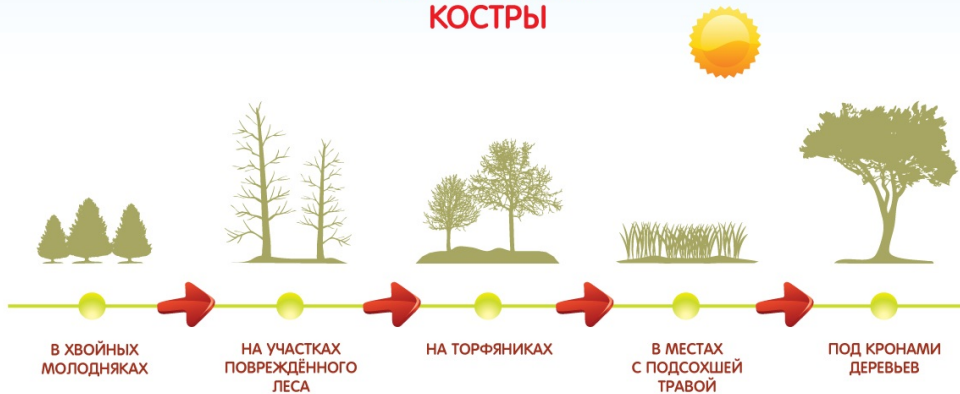 КОСТРЫ
В ХВОЙНЫХ
МОЛОДНЯКАХ
НА УЧАСТКАХ
ПОВРЕЖДЁННОГО
ЛЕСА
НА ТОРФЯНИКАХ
В МЕСТАХ
С ПОДСОХШЕЙ
ТРАВОЙ
ПОД КРОНАМИ
ДЕРЕВЬЕВ